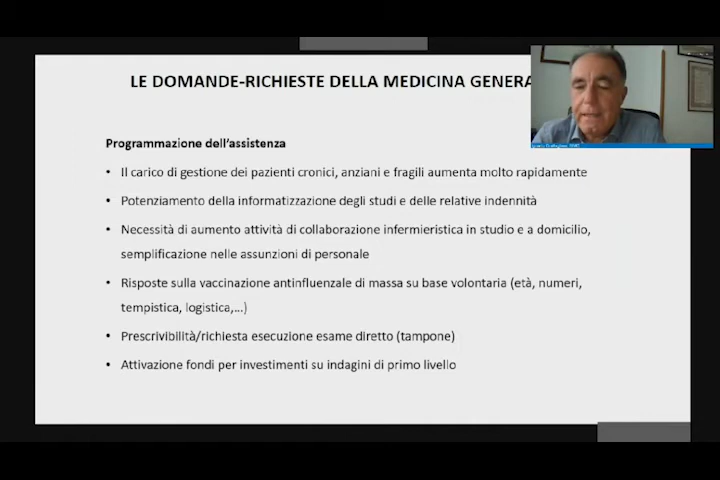 LE DOMANDE-RICHIESTE DELLA MEDICINA GENERA
Programmazione dell'assistenza
• Il carico di gestione dei pazienti cronici, anziani e fragili aumenta molto rapidamente
• Potenziamento della informatizzazione degli studi e delle relative indennità
• Necessità di aumento attività di collaborazione infermieristica in studio e a domicilio,
semplificazione nelle assunzioni di personale
• Risposte sulla vaccinazione antinfluenzale di massa su base volontaria (età, numeri,
tempistica, logistica,...)
• Prescrivibilità/richiesta esecuzione esame diretto (tampone)
• Attivazione fondi per investimenti su indagini di primo livello